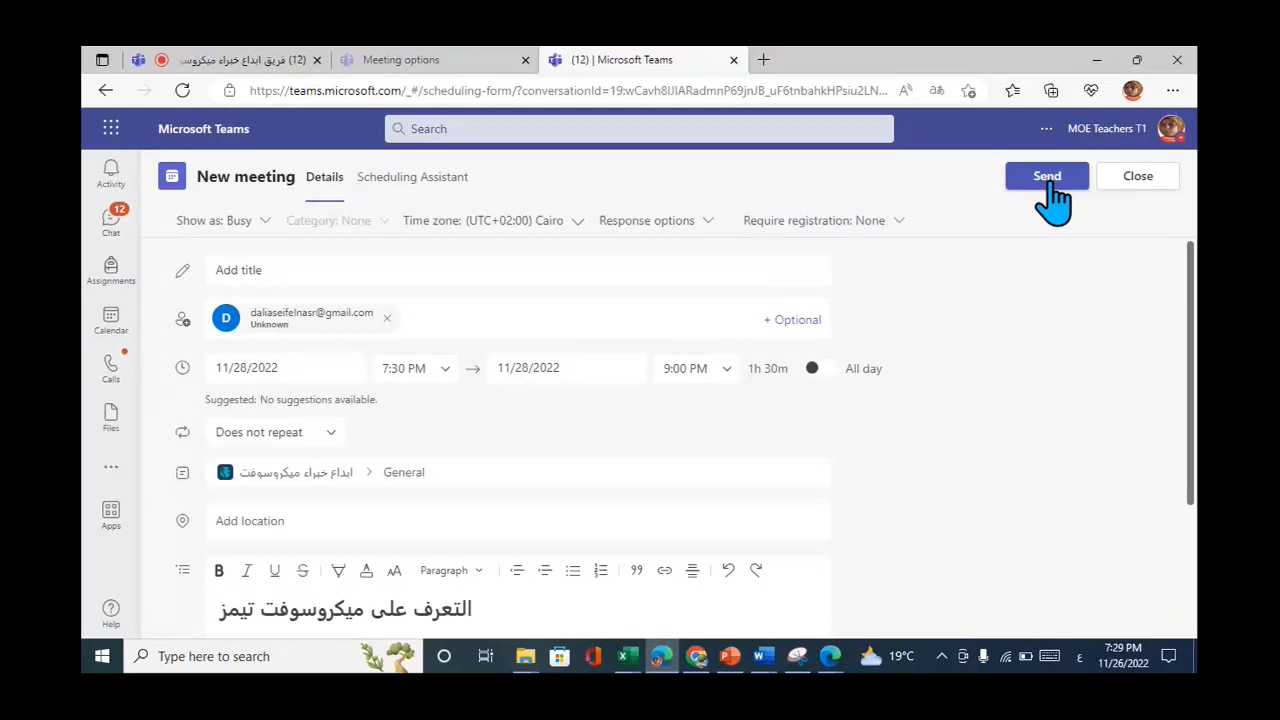 (12) فريق ابداع خبراء ميكروسو
Meeting options
(12) | Microsoft Teams
https://teams.microsoft.com/_#/scheduling-form/?conversationId=19:wCavh8lJIARadmnP69jnJB_uF6tnbahkHPsiu2LN...
Microsoft Teams
Search
MOE Teachers T1
New meeting
Details
Scheduling Assistant
Send
Close
Show as: Busy
Category: None
Time zone: (UTC+02:00) Cairo
Response options
Require registration: None
Activity
12
Chat
Assignments
Calendar
Calls
Files
Apps
Help
Add title
D
daliaseifelnasr@gmail.com
Unknown
+ Optional
11/28/2022
7:30 PM
11/28/2022
9:00 PM
1h 30m
All day
Suggested: No suggestions available.
Does not repeat
ابداع خبراء ميكروسوفت
General
Add location
B I U S
AA
Paragraph
التعرف على ميكروسوفت تيمز
Type here to search
19°C
ع
7:29 PM
11/26/2022